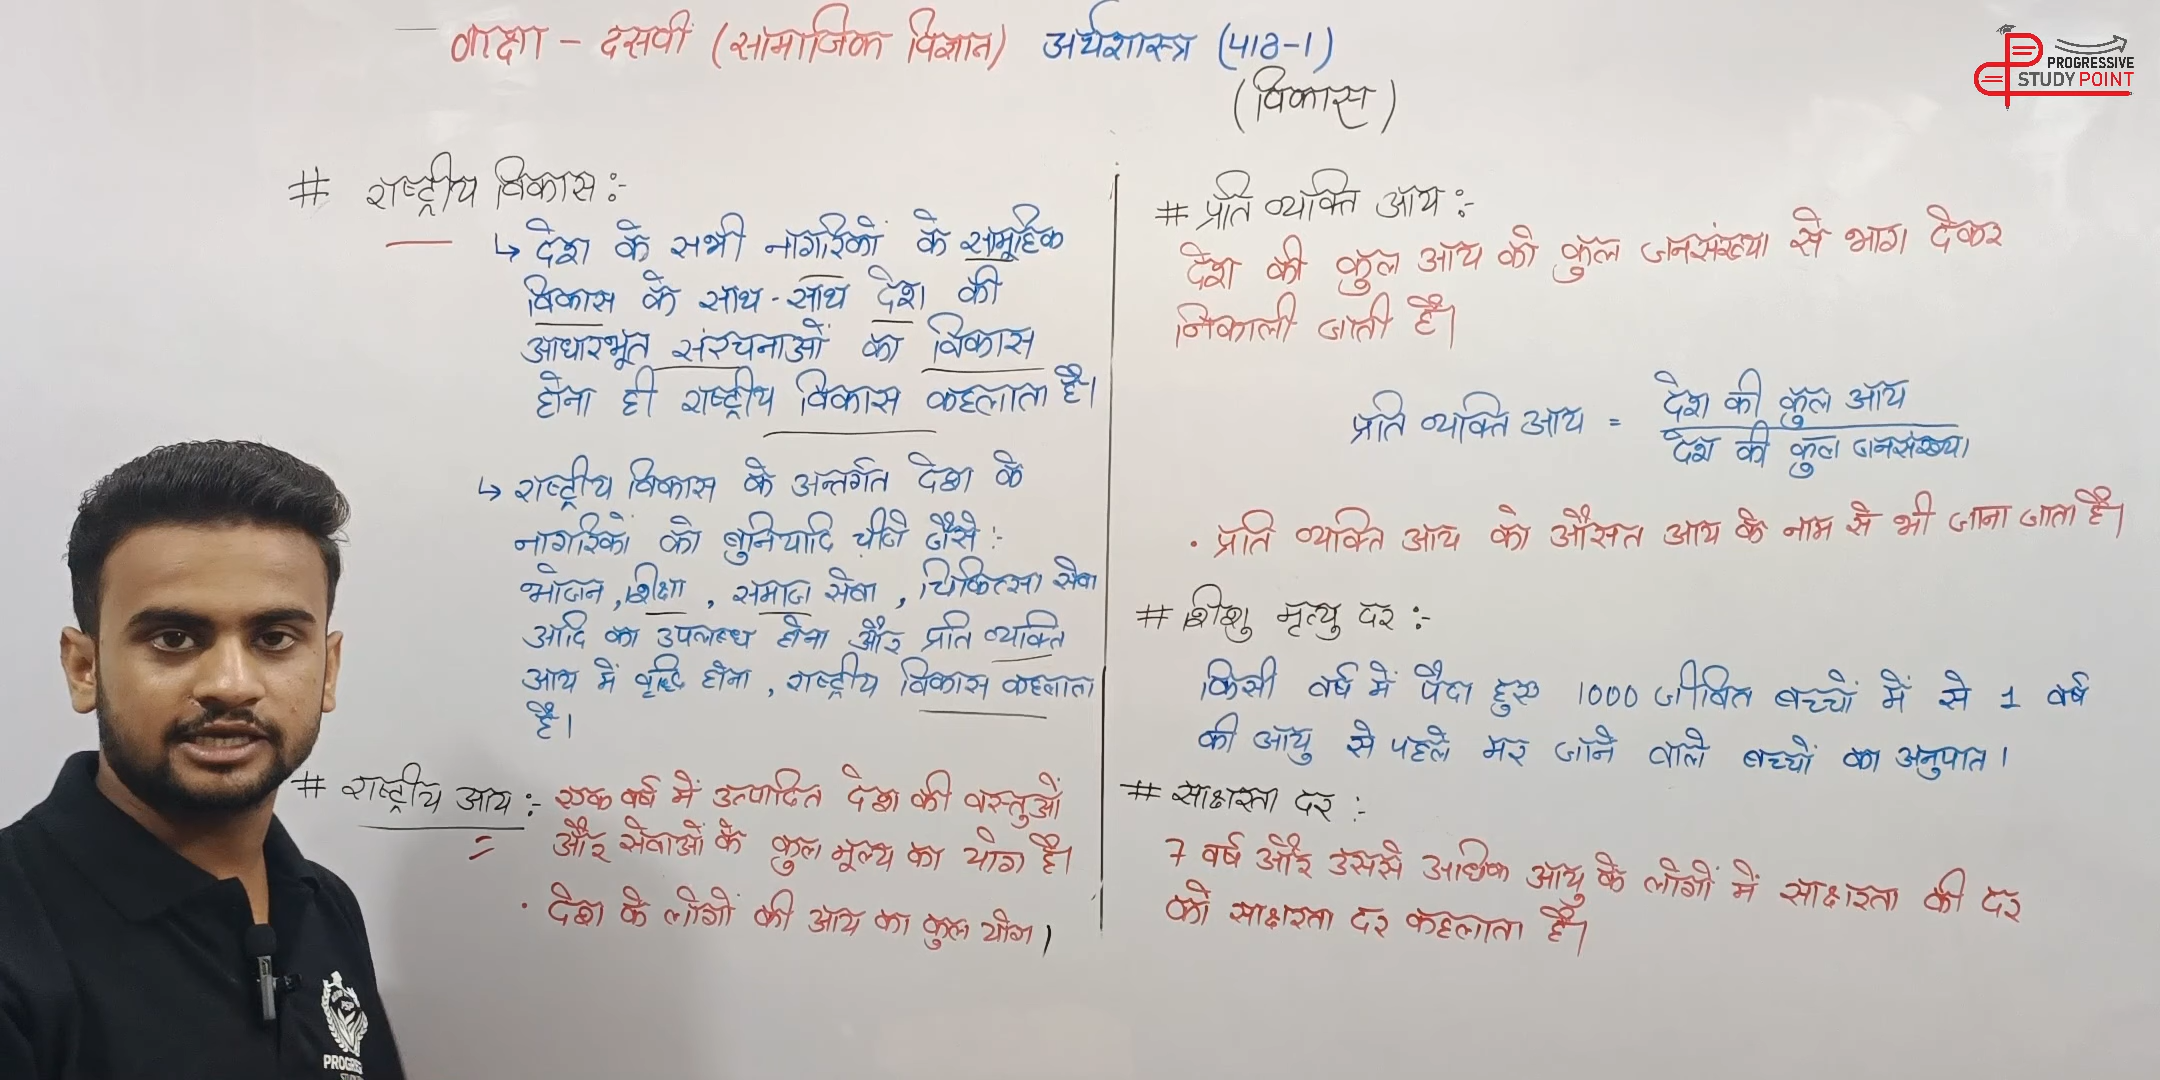 कक्षा - दसवीं (सामाजिक विज्ञान) अर्थशास्त्र (पाठ-1)
(विकास)
PROGRESSIVE
STUDY POINT
# राष्ट्रीय विकास :-
↳ देश के सभी नागरिकों के सामूहिक
विकास के साथ-साथ देश की
आधारभूत संरचनाओं का विकास
होना ही राष्ट्रीय विकास कहलाता है।
↳ राष्ट्रीय विकास के अन्तर्गत देश के
नागरिकों को बुनियादि चीजे जैसे :-
भोजन, शिक्षा, समाज सेवा, चिकित्सा सेवा
आदि का उपलब्ध होना और प्रति व्यक्ति
आय में वृद्धि होना, राष्ट्रीय विकास कहलाता
है।
# राष्ट्रीय आय :- एक वर्ष में उत्पादित देश की वस्तुओं
और सेवाओं के कुल मूल्य का योग है।
· देश के लोगों की आय का कुल योग।
# प्रति व्यक्ति आय :-
देश की कुल आय को कुल जनसंख्या से भाग देकर
निकाली जाती है।
प्रति व्यक्ति आय = देश की कुल आय
देश की कुल जनसंख्या
· प्रति व्यक्ति आय को औसत आय के नाम से भी जाना जाता है।
# शिशु मृत्यु दर :-
किसी वर्ष में पैदा हुए 1000 जीवित बच्चों में से 1 वर्ष
की आयु से पहले मर जाने वाले बच्चों का अनुपात।
# साक्षरता दर :-
7 वर्ष और उससे अधिक आयु के लोगों में साक्षरता की दर
को साक्षरता दर कहलाता है।
PSP
PROGRE